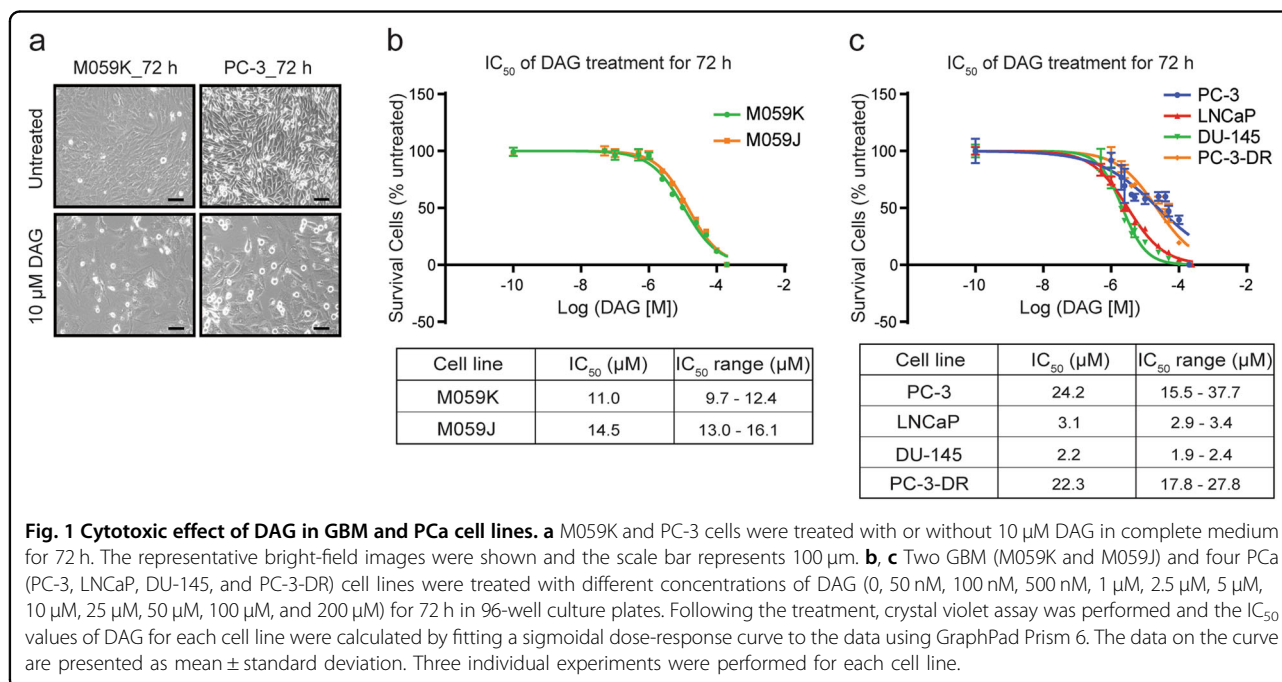 a
M059K_72 h PC-3_72 h
Untreated
10 µM DAG
b
IC50 of DAG treatment for 72 h
Survival Cells (% untreated)
150
100
50
0
-50
-10 -8 -6 -4 -2
Log (DAG [M])
M059K
M059J
Cell line IC50 (µM) IC50 range (µM)
M059K 11.0 9.7 - 12.4
M059J 14.5 13.0 - 16.1
c
IC50 of DAG treatment for 72 h
Survival Cells (% untreated)
150
100
50
0
-50
-10 -8 -6 -4 -2
Log (DAG [M])
PC-3
LNCaP
DU-145
PC-3-DR
Cell line IC50 (µM) IC50 range (µM)
PC-3 24.2 15.5 - 37.7
LNCaP 3.1 2.9 - 3.4
DU-145 2.2 1.9 - 2.4
PC-3-DR 22.3 17.8 - 27.8
Fig. 1 Cytotoxic effect of DAG in GBM and PCa cell lines. a M059K and PC-3 cells were treated with or without 10 µM DAG in complete medium
for 72 h. The representative bright-field images were shown and the scale bar represents 100 µm. b, c Two GBM (M059K and M059J) and four PCa
(PC-3, LNCaP, DU-145, and PC-3-DR) cell lines were treated with different concentrations of DAG (0, 50 nM, 100 nM, 500 nM, 1 µM, 2.5 µM, 5 µM,
10 µM, 25 µM, 50 µM, 100 µM, and 200 µM) for 72 h in 96-well culture plates. Following the treatment, crystal violet assay was performed and the IC50
values of DAG for each cell line were calculated by fitting a sigmoidal dose-response curve to the data using GraphPad Prism 6. The data on the curve
are presented as mean ± standard deviation. Three individual experiments were performed for each cell line.